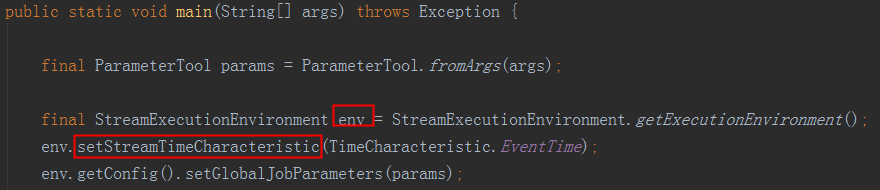 public static void main(String[] args) throws Exception {
final ParameterTool params = ParameterTool.fromArgs(args);
final StreamExecutionEnvironment env = StreamExecutionEnvironment.getExecutionEnvironment();
env.setStreamTimeCharacteristic(TimeCharacteristic.EventTime);
env.getConfig().setGlobalJobParameters(params);